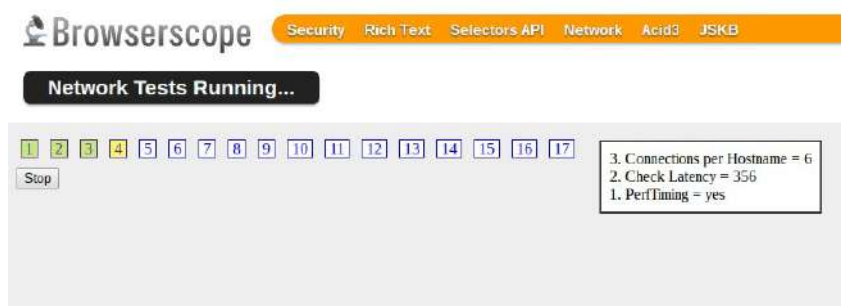 Browserscope
Security Rich Text Selectors API Network Acid3 JSKB
Network Tests Running...
1 2 3 4 5 6 7 8 9 10 11 12 13 14 15 16 17
Stop
3. Connections per Hostname = 6
2. Check Latency = 356
1. PerfTiming = yes